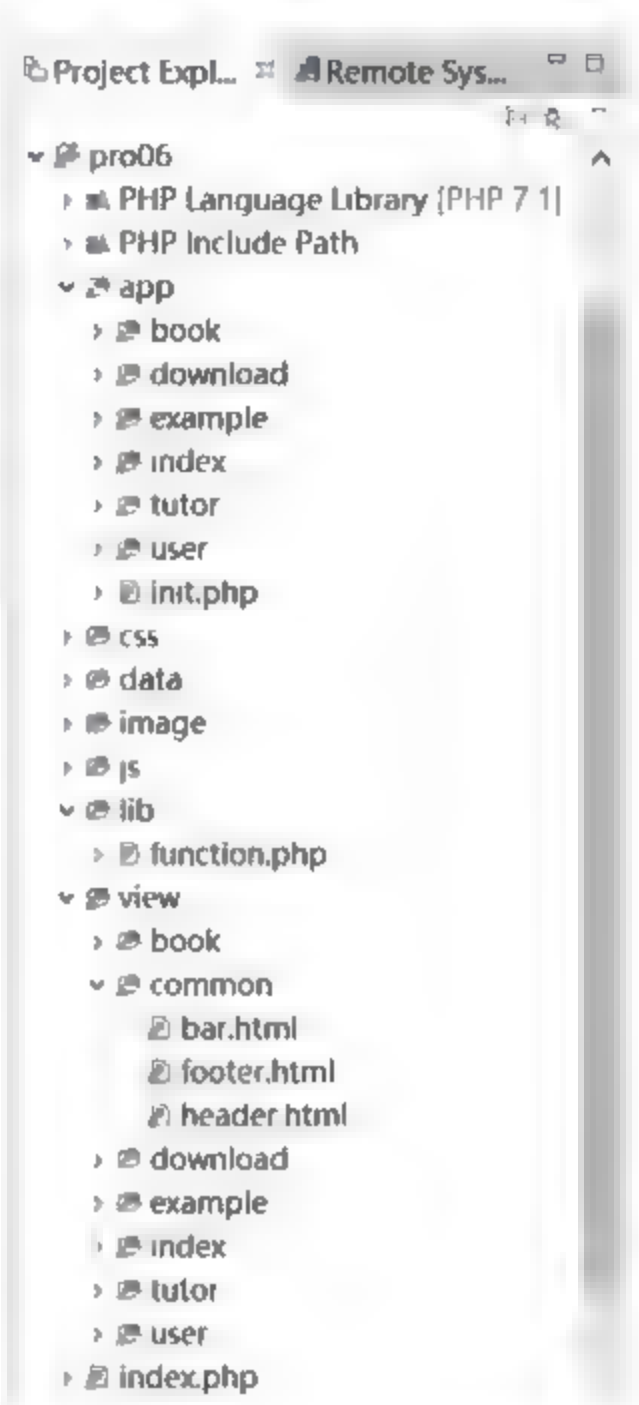 Project Expl... Remote Sys...
pro06
PHP Language Library [PHP 7 1]
PHP Include Path
app
book
download
example
index
tutor
user
init.php
css
data
image
js
lib
function.php
view
book
common
bar.html
footer.html
header.html
download
example
index
tutor
user
index.php